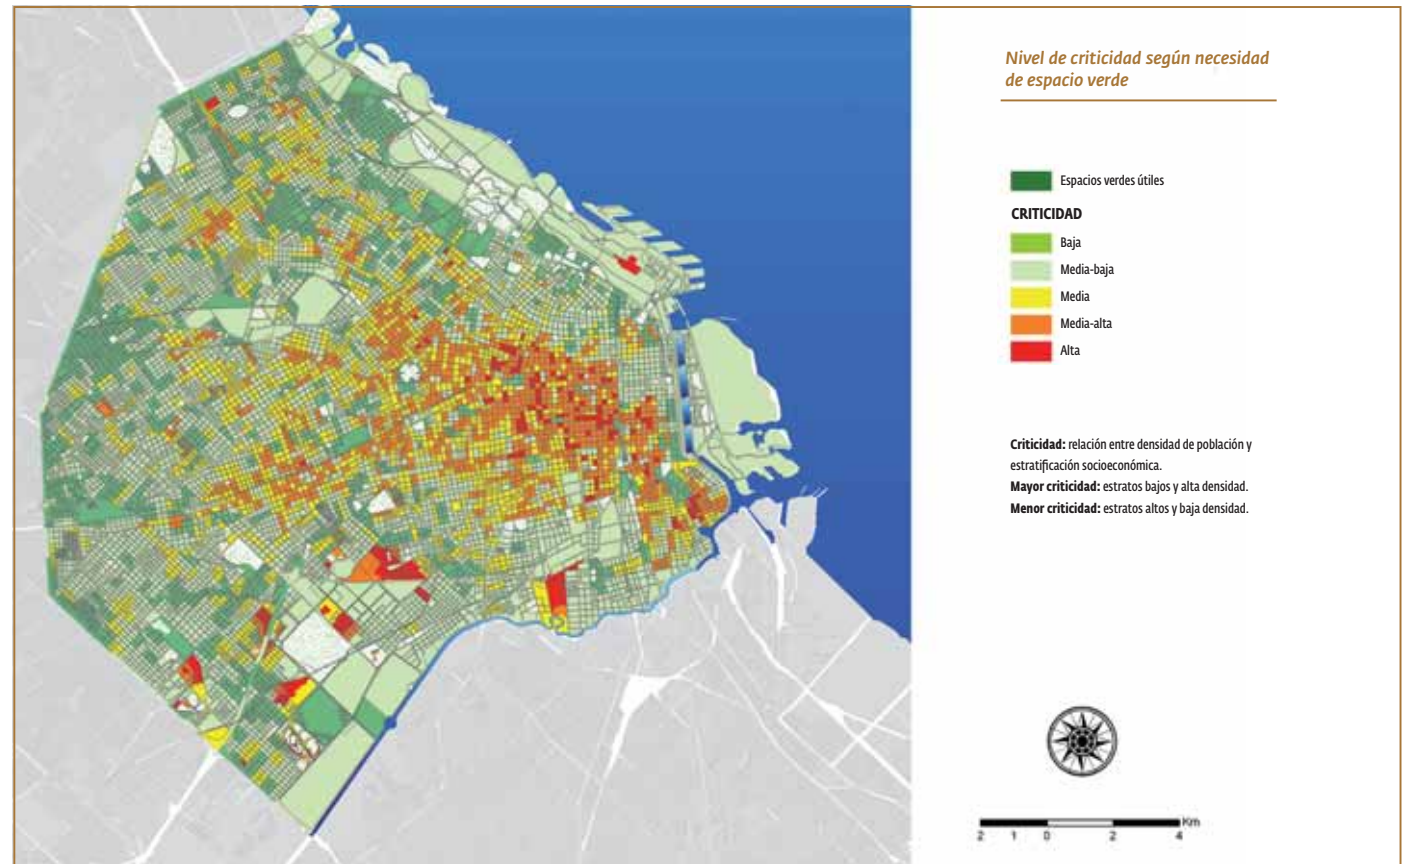 Nivel de criticidad según necesidad
de espacio verde
Espacios verdes útiles
CRITICIDAD
Baja
Media-baja
Media
Media-alta
Alta
Criticidad: relación entre densidad de población y
estratificación socioeconómica.
Mayor criticidad: estratos bajos y alta densidad.
Menor criticidad: estratos altos y baja densidad.
Km
2 1 0 2 4